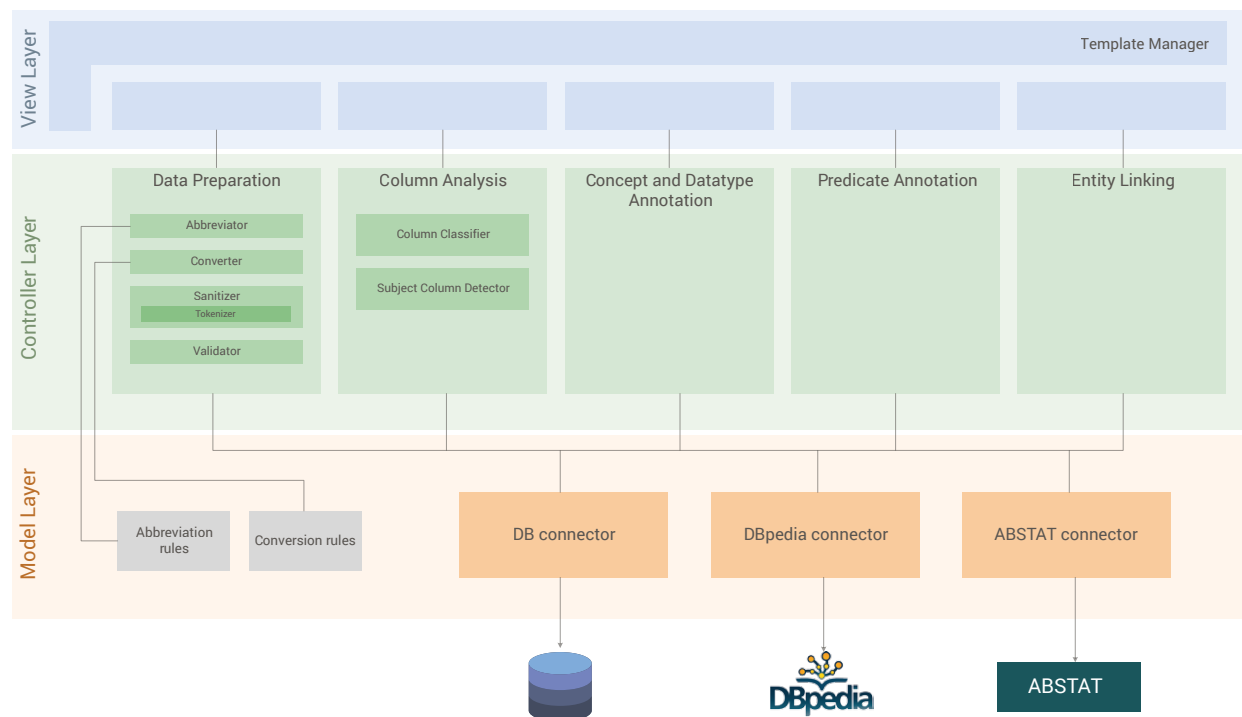 View Layer
Template Manager
Controller Layer
Data Preparation
Abbreviator
Converter
Sanitizer
Tokenizer
Validator
Column Analysis
Column Classifier
Subject Column Detector
Concept and Datatype
Annotation
Predicate Annotation
Entity Linking
Model Layer
Abbreviation
rules
Conversion rules
DB connector
DBpedia connector
ABSTAT connector
DBpedia
ABSTAT